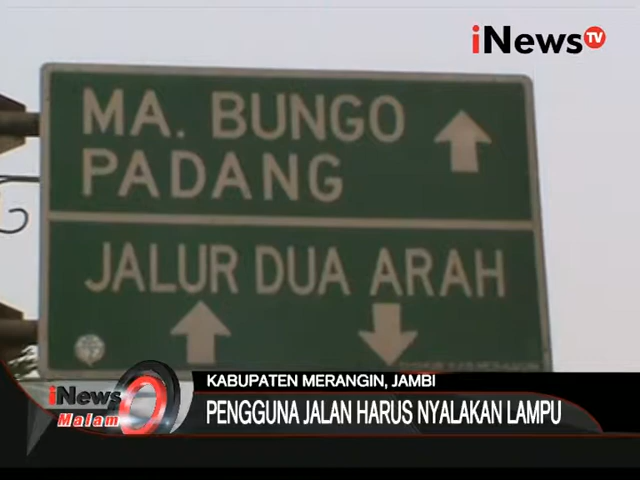 iNews TV
MA. BUNGO
PADANG
JALUR DUA ARAH
KABUPATEN MERANGIN, JAMBI
iNews
Malam
PENGGUNA JALAN HARUS NYALAKAN LAMPU